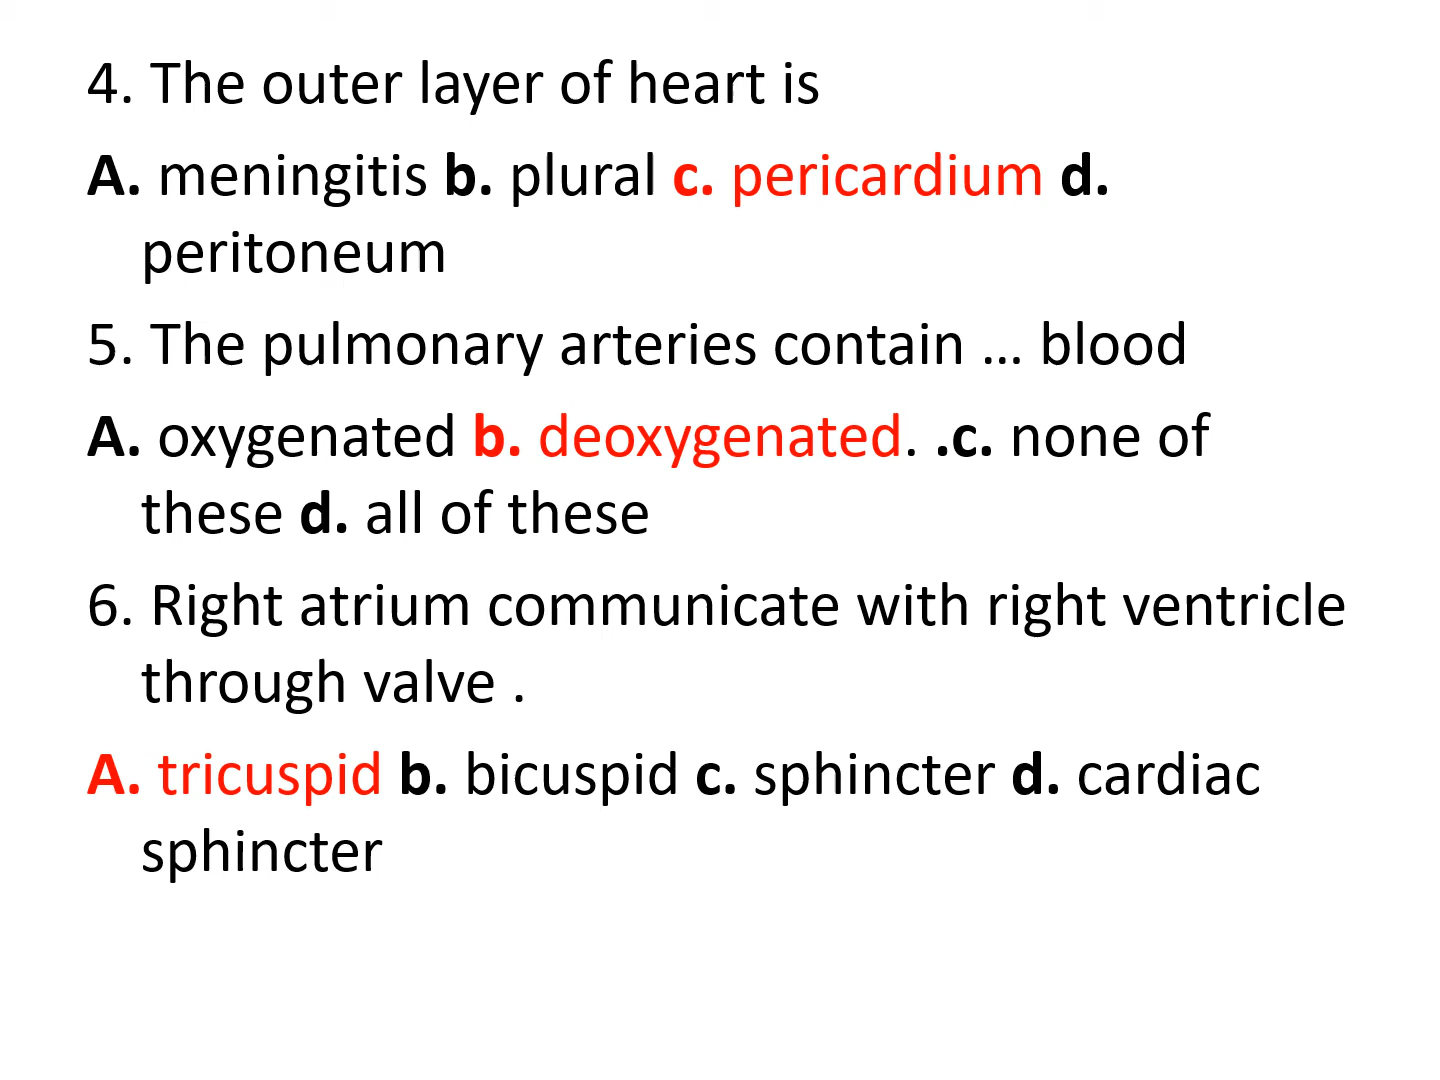 4. The outer layer of heart is
A. meningitis b. plural c. pericardium d.
peritoneum
5. The pulmonary arteries contain … blood
A. oxygenated b. deoxygenated. .c. none of
these d. all of these
6. Right atrium communicate with right ventricle
through valve .
A. tricuspid b. bicuspid c. sphincter d. cardiac
sphincter